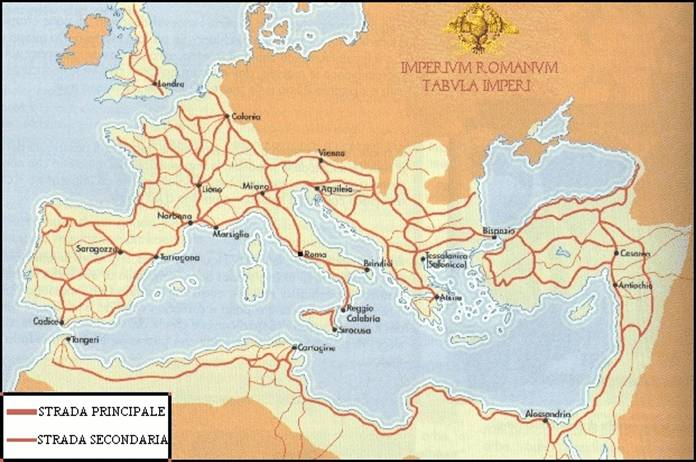 IMPERIVM ROMANVM
TABVLA IMPERI
Londra
Colonia
Vienna
Lione
Milano
Aquileia
Narbona
Marsiglia
Bisanzio
Saragozza
Tarragona
Roma
Brindisi
Tessalonica
(Salonicco)
Cesarea
Antiochia
Atene
Reggio
Calabria
Siracusa
Cadice
Tangeri
Cartagine
Alessandria
STRADA PRINCIPALE
STRADA SECONDARIA